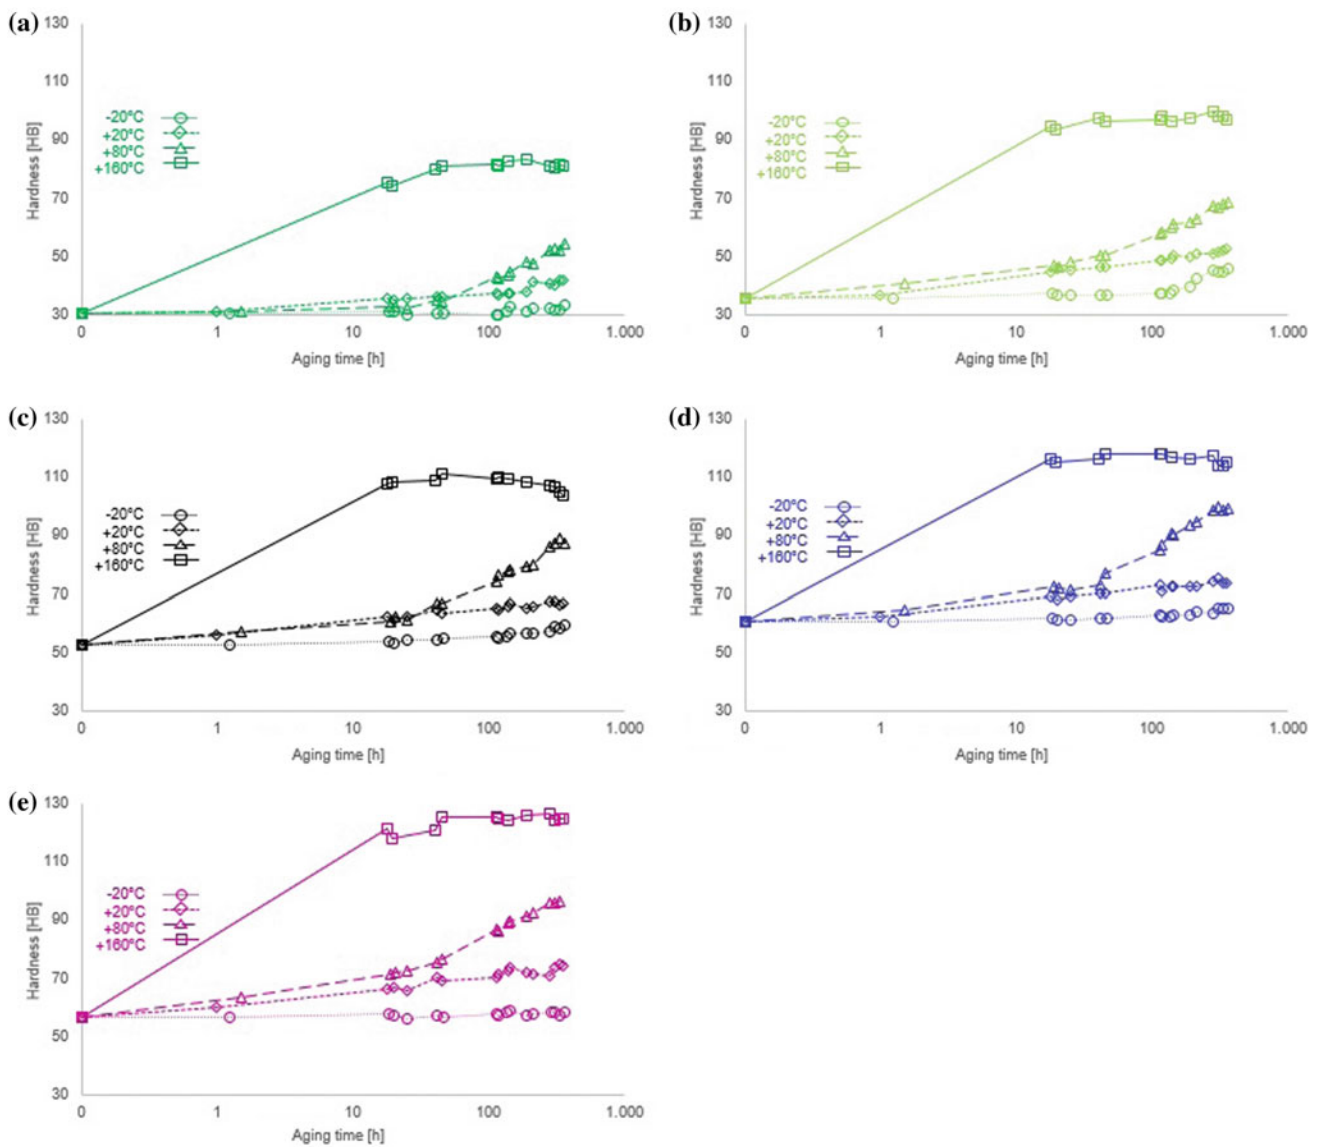 (a)
130
110
90
70
50
30
Hardness [HB]
-20°C
+20°C
+80°C
+160°C
0 1 10 100 1.000
Aging time [h]
(b)
130
110
90
70
50
30
Hardness [HB]
-20°C
+20°C
+80°C
+160°C
0 1 10 100 1.000
Aging time [h]
(c)
130
110
90
70
50
30
Hardness [HB]
-20°C
+20°C
+80°C
+160°C
0 1 10 100 1.000
Aging time [h]
(d)
130
110
90
70
50
30
Hardness [HB]
-20°C
+20°C
+80°C
+160°C
0 1 10 100 1.000
Aging time [h]
(e)
130
110
90
70
50
30
Hardness [HB]
-20°C
+20°C
+80°C
+160°C
0 1 10 100 1.000
Aging time [h]